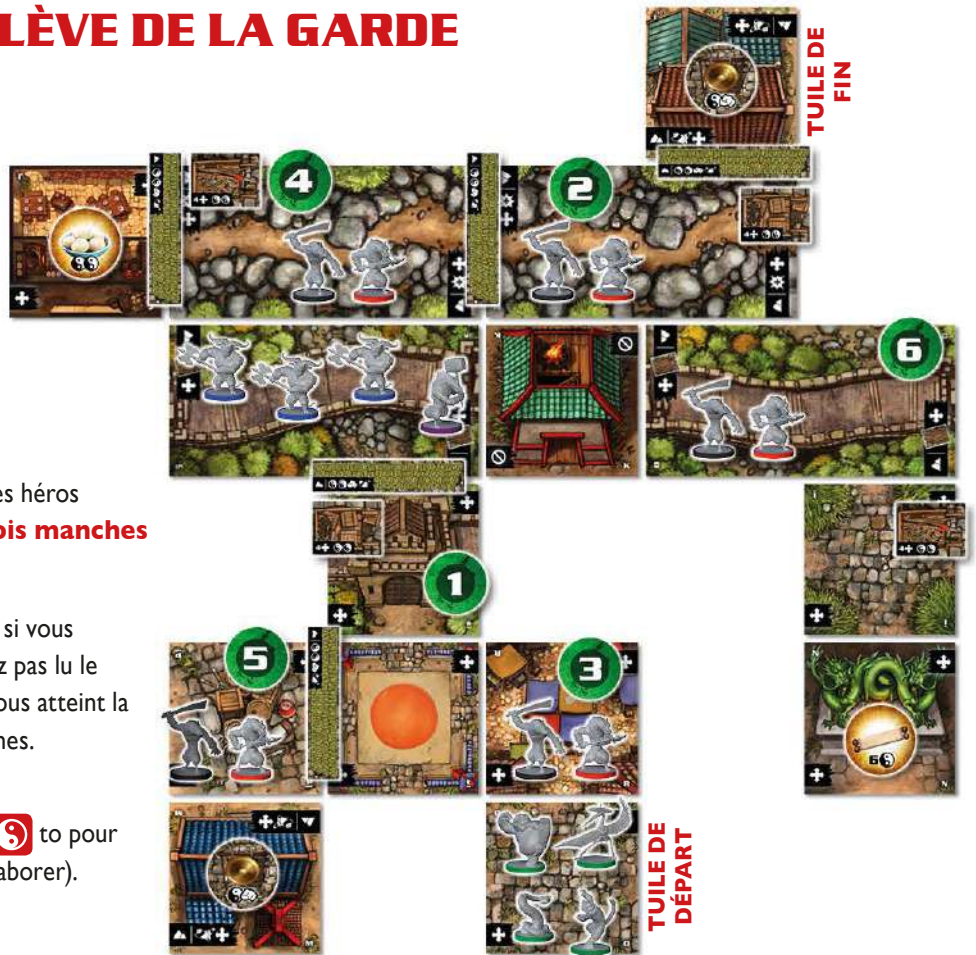 LÈVE DE LA GARDE
TUILE DE
FIN
4
2
6
es héros
ois manches
1
si vous
z pas lu le
ous atteint la
nes.
5
3
6
to pour
aborer).
TUILE DE
DÉPART